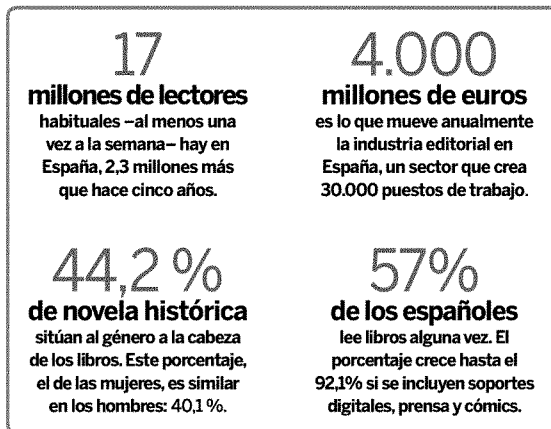 17
millones de lectores
habituales –al menos una
vez a la semana– hay en
España, 2,3 millones más
que hace cinco años.
4.000
millones de euros
es lo que mueve anualmente
la industria editorial en
España, un sector que crea
30.000 puestos de trabajo.
44,2 %
de novela histórica
sitúan al género a la cabeza
de los libros. Este porcentaje,
el de las mujeres, es similar
en los hombres: 40,1 %.
57%
de los españoles
lee libros alguna vez. El
porcentaje crece hasta el
92,1% si se incluyen soportes
digitales, prensa y cómics.